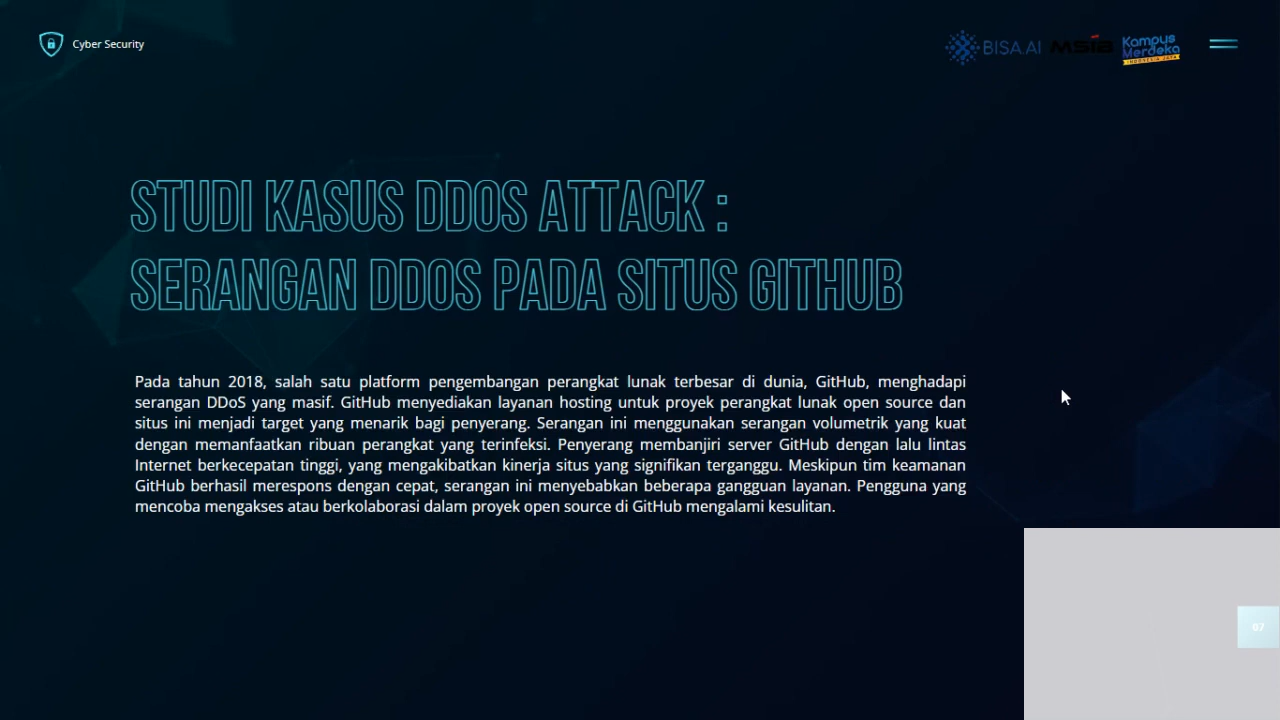 Cyber Security
BISA.AI
MSIB
Kampus
Merdeka
INDONESIA JAYA
STUDI KASUS DDOS ATTACK :
SERANGAN DDOS PADA SITUS GITHUB
Pada tahun 2018, salah satu platform pengembangan perangkat lunak terbesar di dunia, GitHub, menghadapi
serangan DDoS yang masif. GitHub menyediakan layanan hosting untuk proyek perangkat lunak open source dan
situs ini menjadi target yang menarik bagi penyerang. Serangan ini menggunakan serangan volumetrik yang kuat
dengan memanfaatkan ribuan perangkat yang terinfeksi. Penyerang membanjiri server GitHub dengan lalu lintas
Internet berkecepatan tinggi, yang mengakibatkan kinerja situs yang signifikan terganggu. Meskipun tim keamanan
GitHub berhasil merespons dengan cepat, serangan ini menyebabkan beberapa gangguan layanan. Pengguna yang
mencoba mengakses atau berkolaborasi dalam proyek open source di GitHub mengalami kesulitan.
07